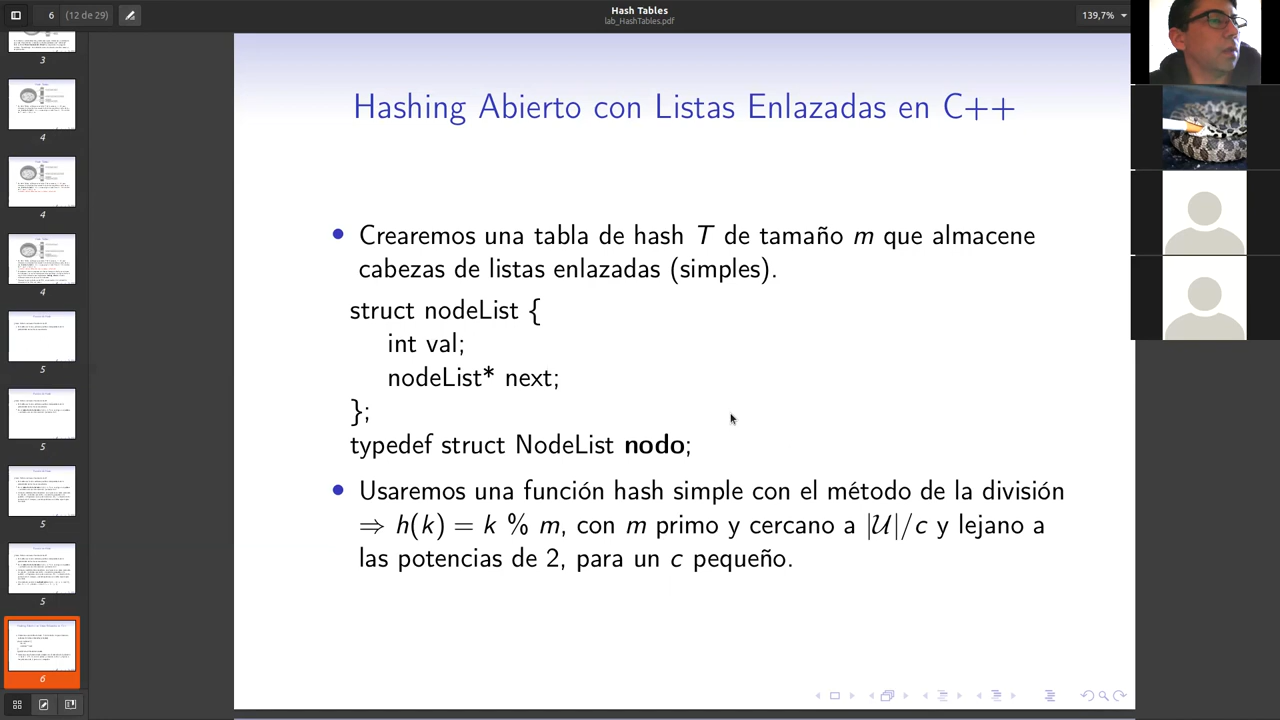 6 (12 de 29)
Hash Tables
lab_HashTables.pdf
139,7%
3
4
4
4
5
5
5
5
6
Hashing Abierto con Listas Enlazadas en C++
• Crearemos una tabla de hash T de tamaño m que almacene
cabezas de listas enlazadas (simples).
struct nodeList {
int val;
nodeList* next;
};
typedef struct NodeList nodo;
• Usaremos una función hash simple con el método de la división
⇒ h(k) = k % m, con m primo y cercano a |𝒰|/c y lejano a
las potencias de 2, para un c pequeño.